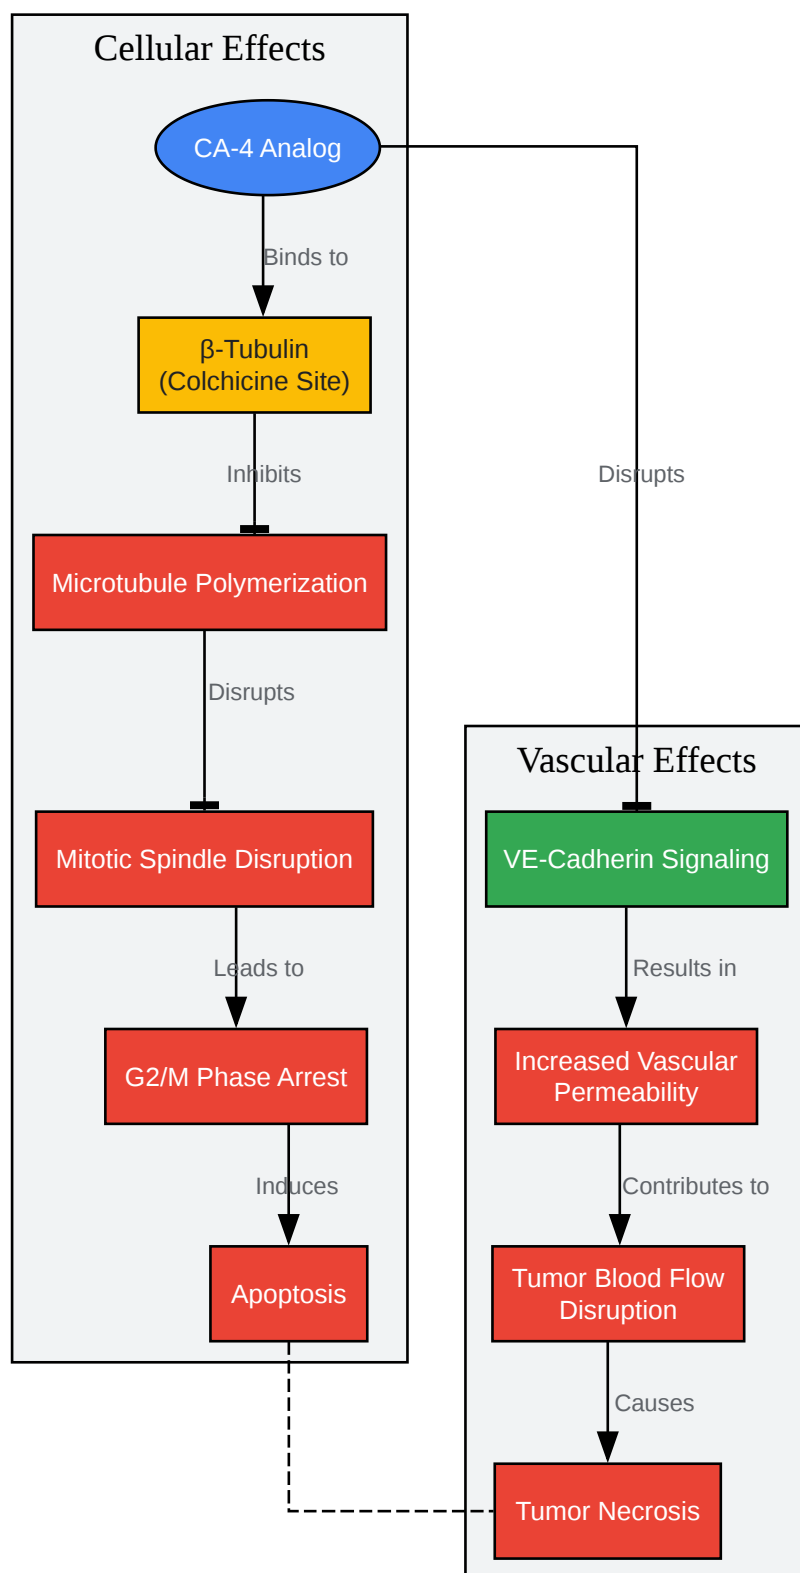 Cellular Effects
CA-4 Analog
Binds to
β-Tubulin
(Colchicine Site)
Inhibits
Microtubule Polymerization
Disrupts
Mitotic Spindle Disruption
Leads to
G2/M Phase Arrest
Induces
Apoptosis
Disrupts
Vascular Effects
VE-Cadherin Signaling
Results in
Increased Vascular
Permeability
Contributes to
Tumor Blood Flow
Disruption
Causes
Tumor Necrosis